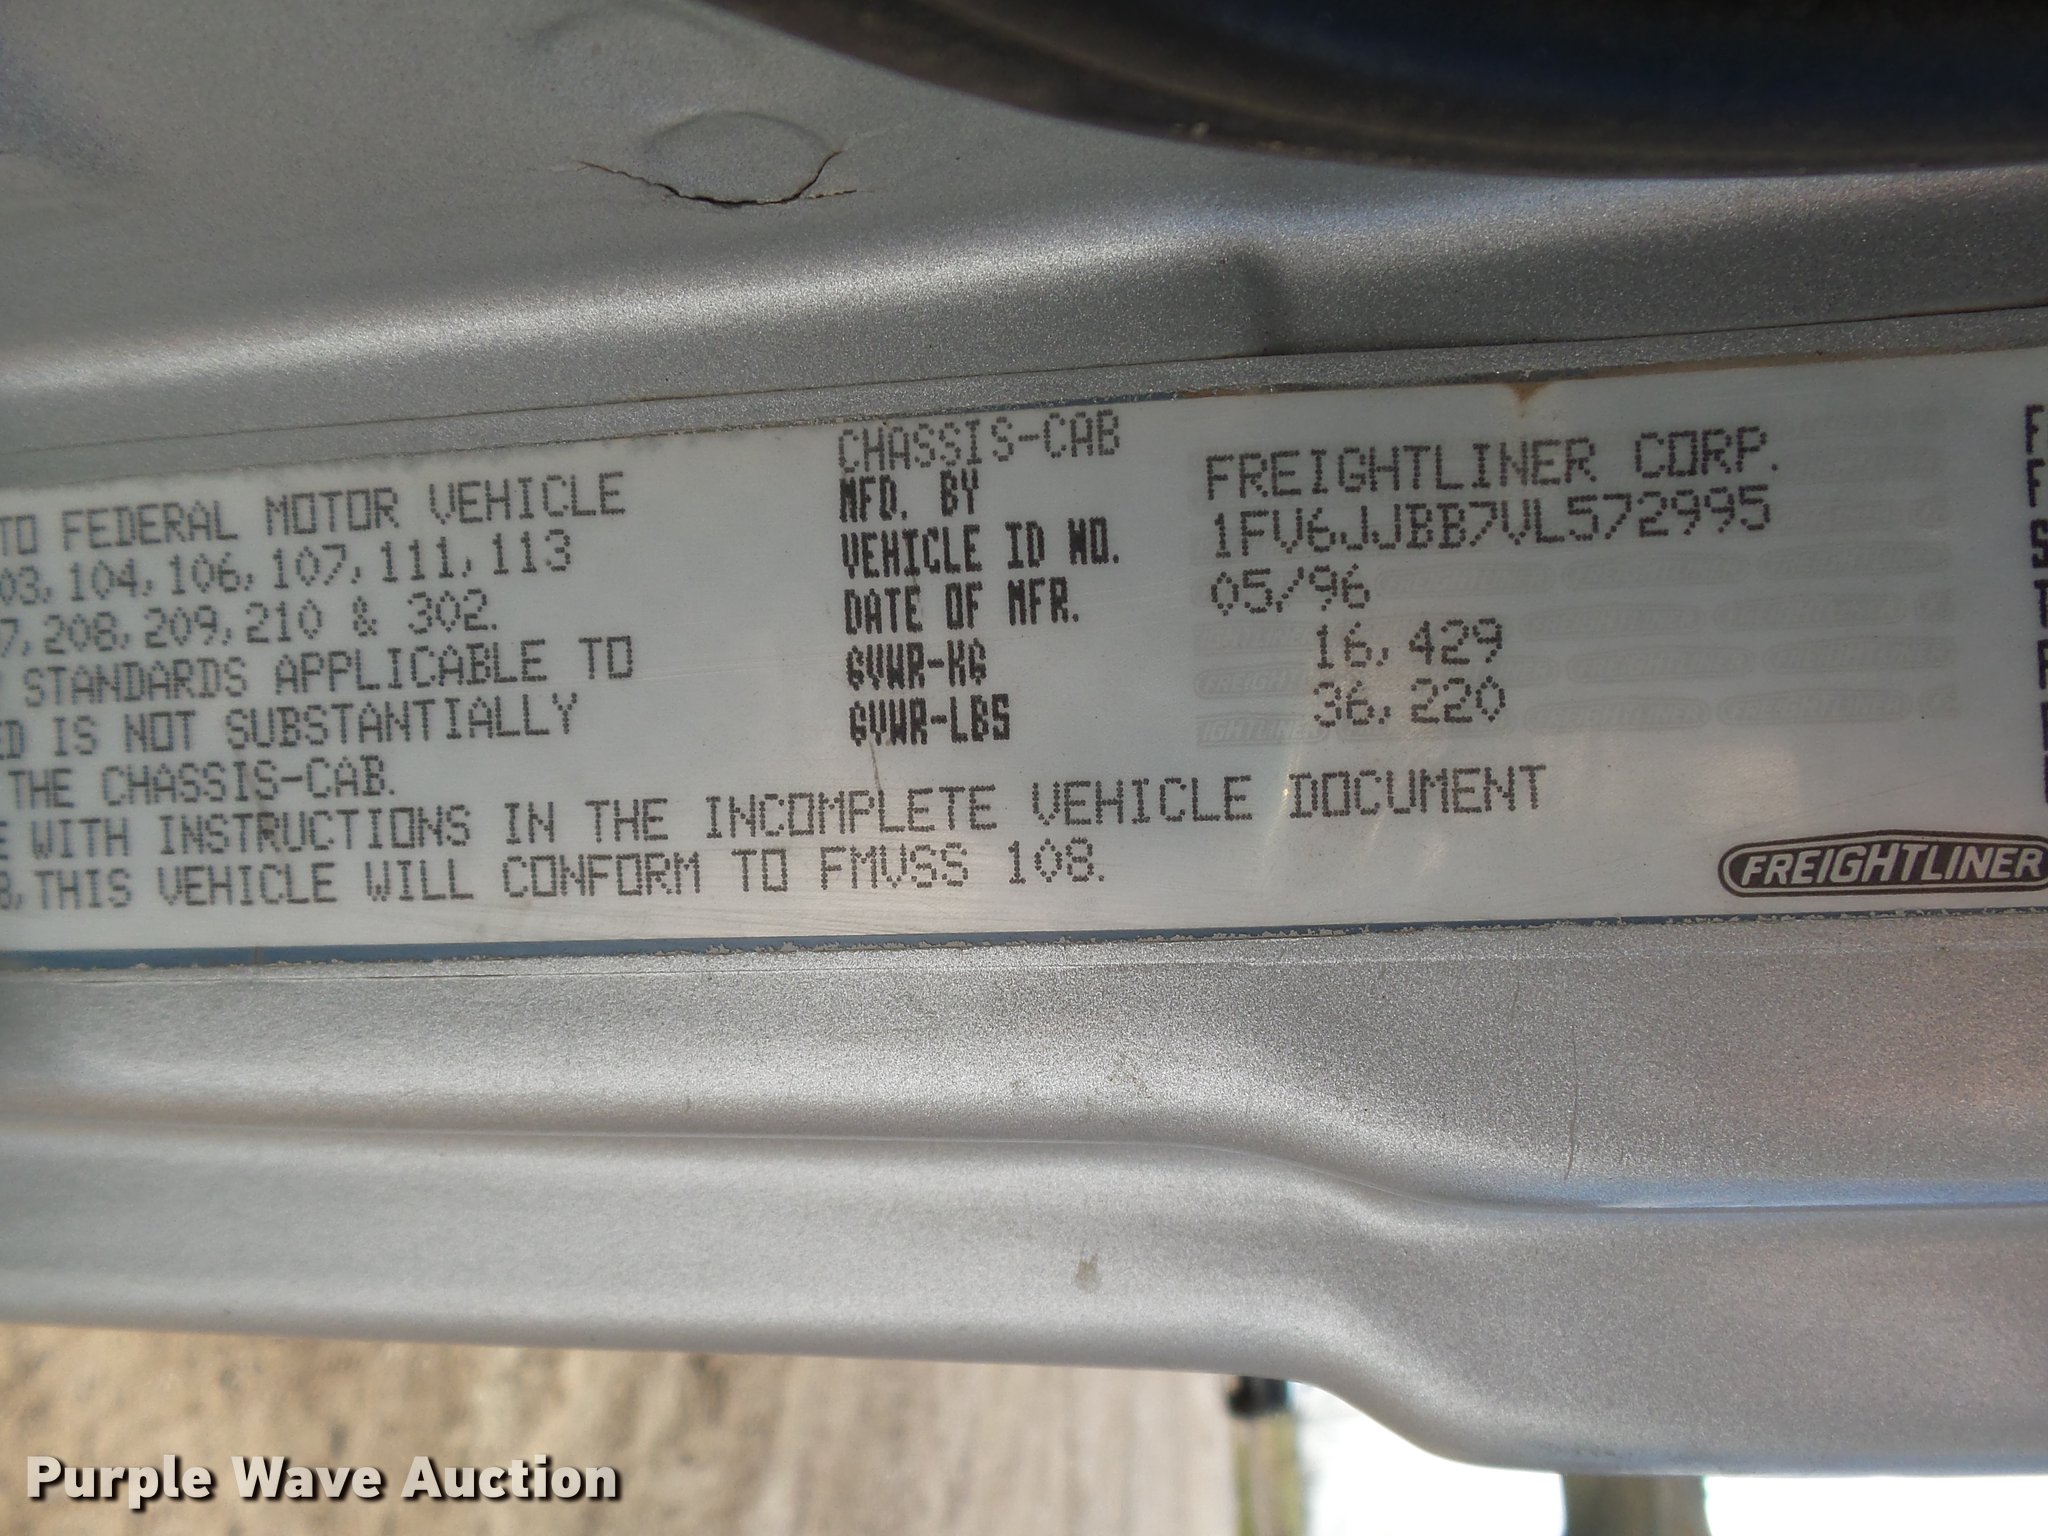 TO FEDERAL MOTOR VEHICLE
03, 104, 106, 107, 111, 113
7, 208, 209, 210 & 302.
STANDARDS APPLICABLE TO
ED IS NOT SUBSTANTIALLY
THE CHASSIS-CAB.
E WITH INSTRUCTIONS IN THE INCOMPLETE VEHICLE DOCUMENT
8, THIS VEHICLE WILL CONFORM TO FMVSS 108.
CHASSIS-CAB
MFD. BY FREIGHTLINER CORP.
VEHICLE ID NO. 1FV6JJBB7VL572995
DATE OF MFR. 05/96
GVWR-KG 16,429
GVWR-LBS 36,220
FREIGHTLINER
Purple Wave Auction